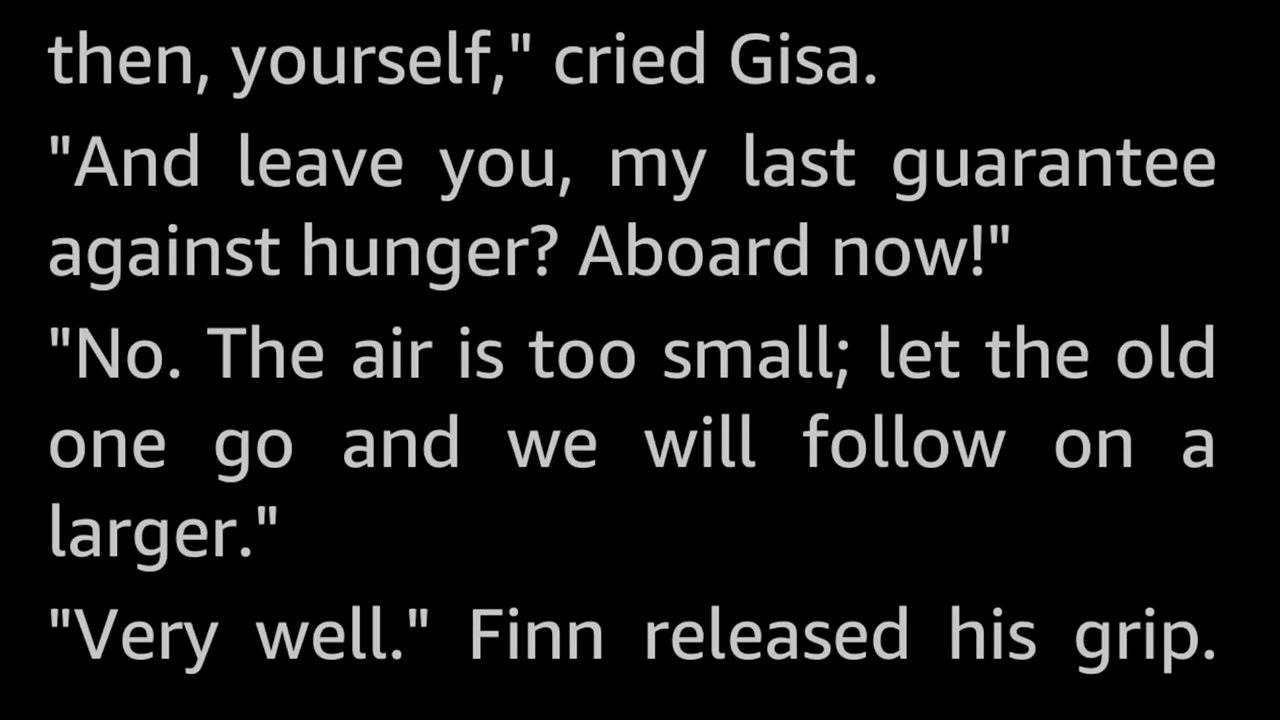 then, yourself," cried Gisa.
"And leave you, my last guarantee
against hunger? Aboard now!"
"No. The air is too small; let the old
one go and we will follow on a
larger."
"Very well." Finn released his grip.